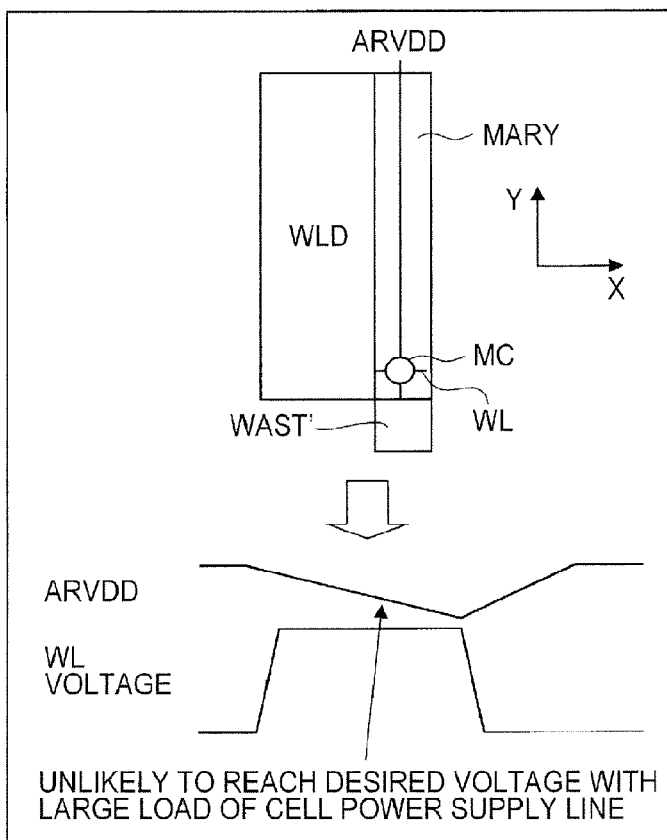 ARVDD
MARY
WLD
Y
X
MC
WL
WAST'
ARVDD
WL
VOLTAGE
UNLIKELY TO REACH DESIRED VOLTAGE WITH
LARGE LOAD OF CELL POWER SUPPLY LINE